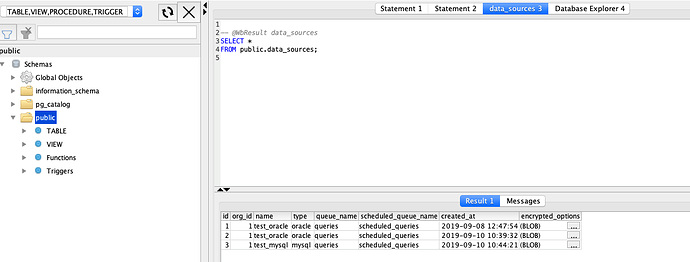 TABLE,VIEW,PROCEDURE,TRIGGER
Statement 1 Statement 2 data_sources 3 Database Explorer 4
public
Schemas
Global Objects
information_schema
pg_catalog
public
TABLE
VIEW
Functions
Triggers
1
2 -- @WbResult data_sources
3 SELECT *
4 FROM public.data_sources;
5
Result 1 Messages
id org_id name type queue_name scheduled_queue_name created_at encrypted_options
1 1 test_oracle oracle queries scheduled_queries 2019-09-08 12:47:54 (BLOB) ...
2 1 test_oracle oracle queries scheduled_queries 2019-09-10 10:39:32 (BLOB) ...
3 1 test_mysql mysql queries scheduled_queries 2019-09-10 10:44:21 (BLOB) ...